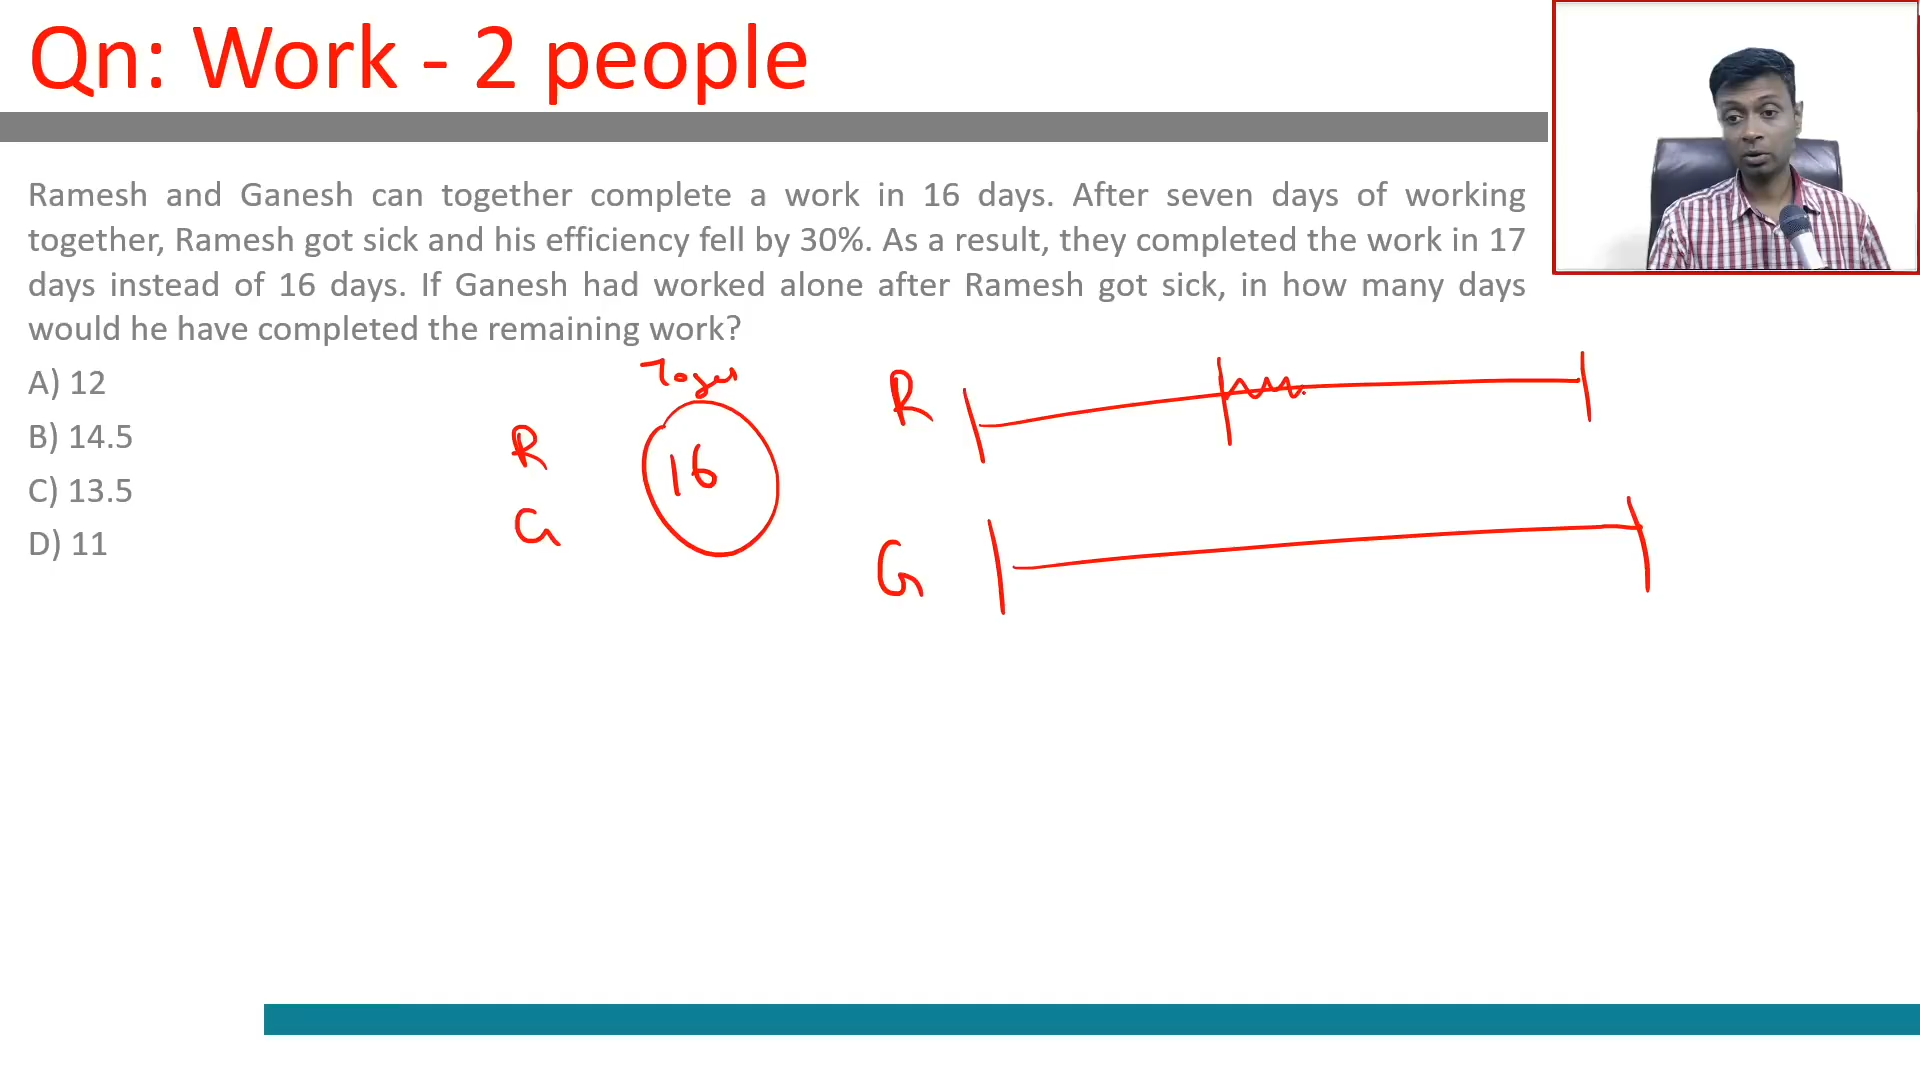 Qn: Work - 2 people
Ramesh and Ganesh can together complete a work in 16 days. After seven days of working
together, Ramesh got sick and his efficiency fell by 30%. As a result, they completed the work in 17
days instead of 16 days. If Ganesh had worked alone after Ramesh got sick, in how many days
would he have completed the remaining work?
A) 12
B) 14.5
C) 13.5
D) 11
R
G
16
R
G